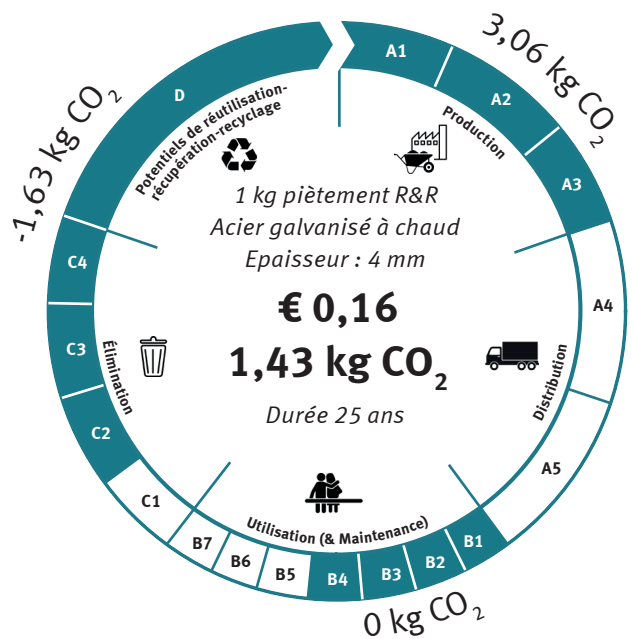 A1
A2
A3
3,06 kg CO₂
Production
A4
A5
Distribution
B1
B2
B3
B4
B5
B6
B7
0 kg CO₂
Utilisation (& Maintenance)
C1
C2
C3
C4
Élimination
D
-1,63 kg CO₂
Potentiels de réutilisation-
récupération-recyclage
1 kg piètement R&R
Acier galvanisé à chaud
Epaisseur : 4 mm
€ 0,16
1,43 kg CO₂
Durée 25 ans